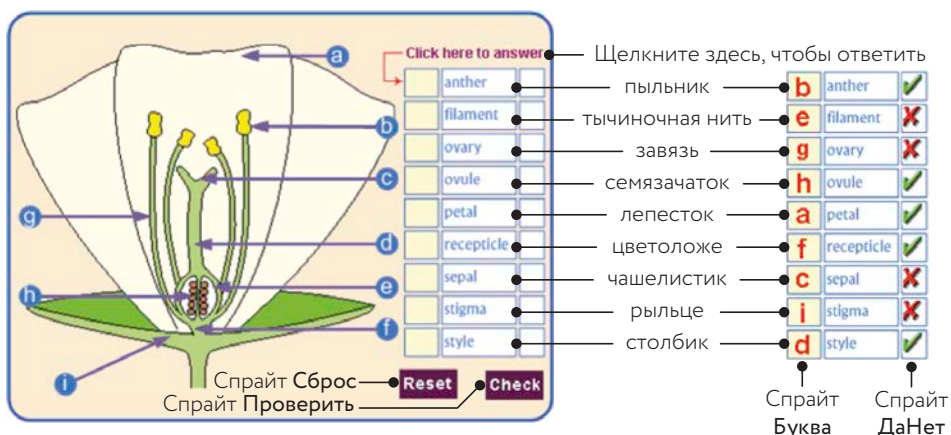 a
b
c
g
d
e
h
f
i
Click here to answer
anther
filament
ovary
ovule
petal
recepticle
sepal
stigma
style
Reset
Check
Спрайт Сброс
Спрайт Проверить
Щелкните здесь, чтобы ответить
пыльник
тычиночная нить
завязь
семязачаток
лепесток
цветоложе
чашелистик
рыльце
столбик
b anther
e filament
g ovary
h ovule
a petal
f recepticle
c sepal
i stigma
d style
Спрайт Буква
Спрайт ДаНет